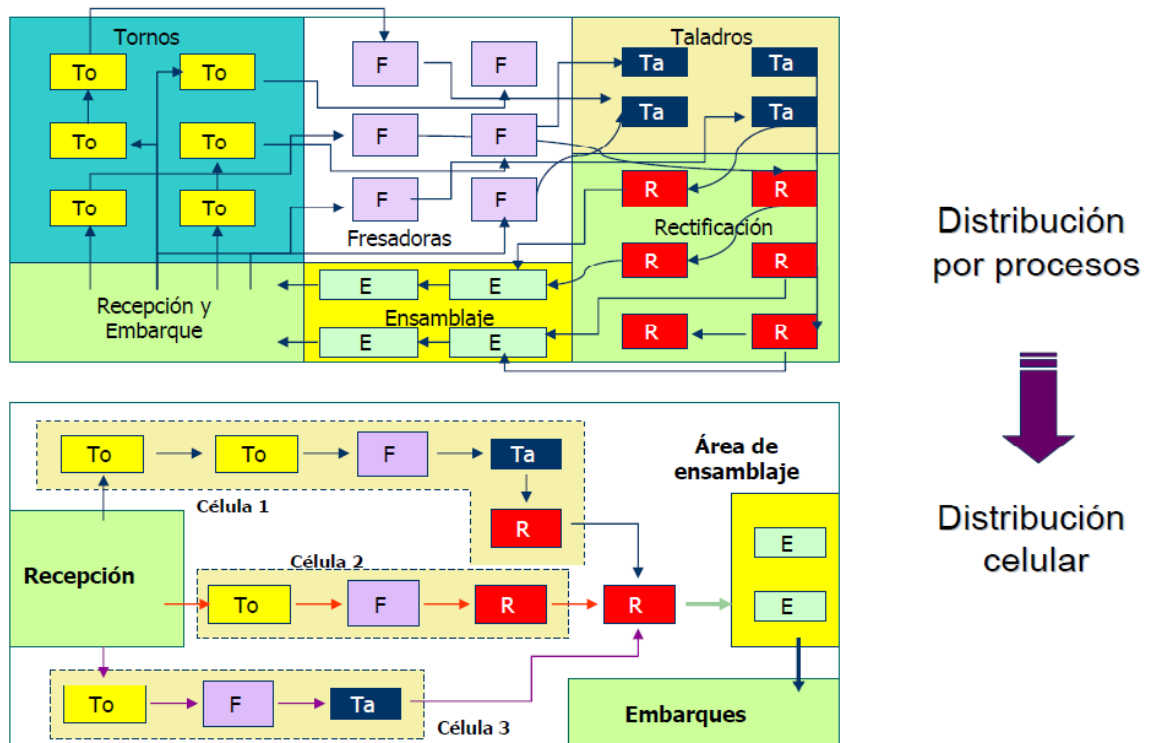 Tornos
Taladros
To
To
F
F
Ta
Ta
Ta
Ta
To
To
F
F
R
R
To
To
F
F
Fresadoras
Rectificación
R
R
E
E
Recepción y
Embarque
Ensamblaje
E
E
R
R
Distribución
por procesos
To
To
F
Ta
Área de
ensamblaje
Célula 1
R
E
Recepción
Célula 2
To
F
R
R
E
To
F
Ta
Célula 3
Embarques
Distribución
celular